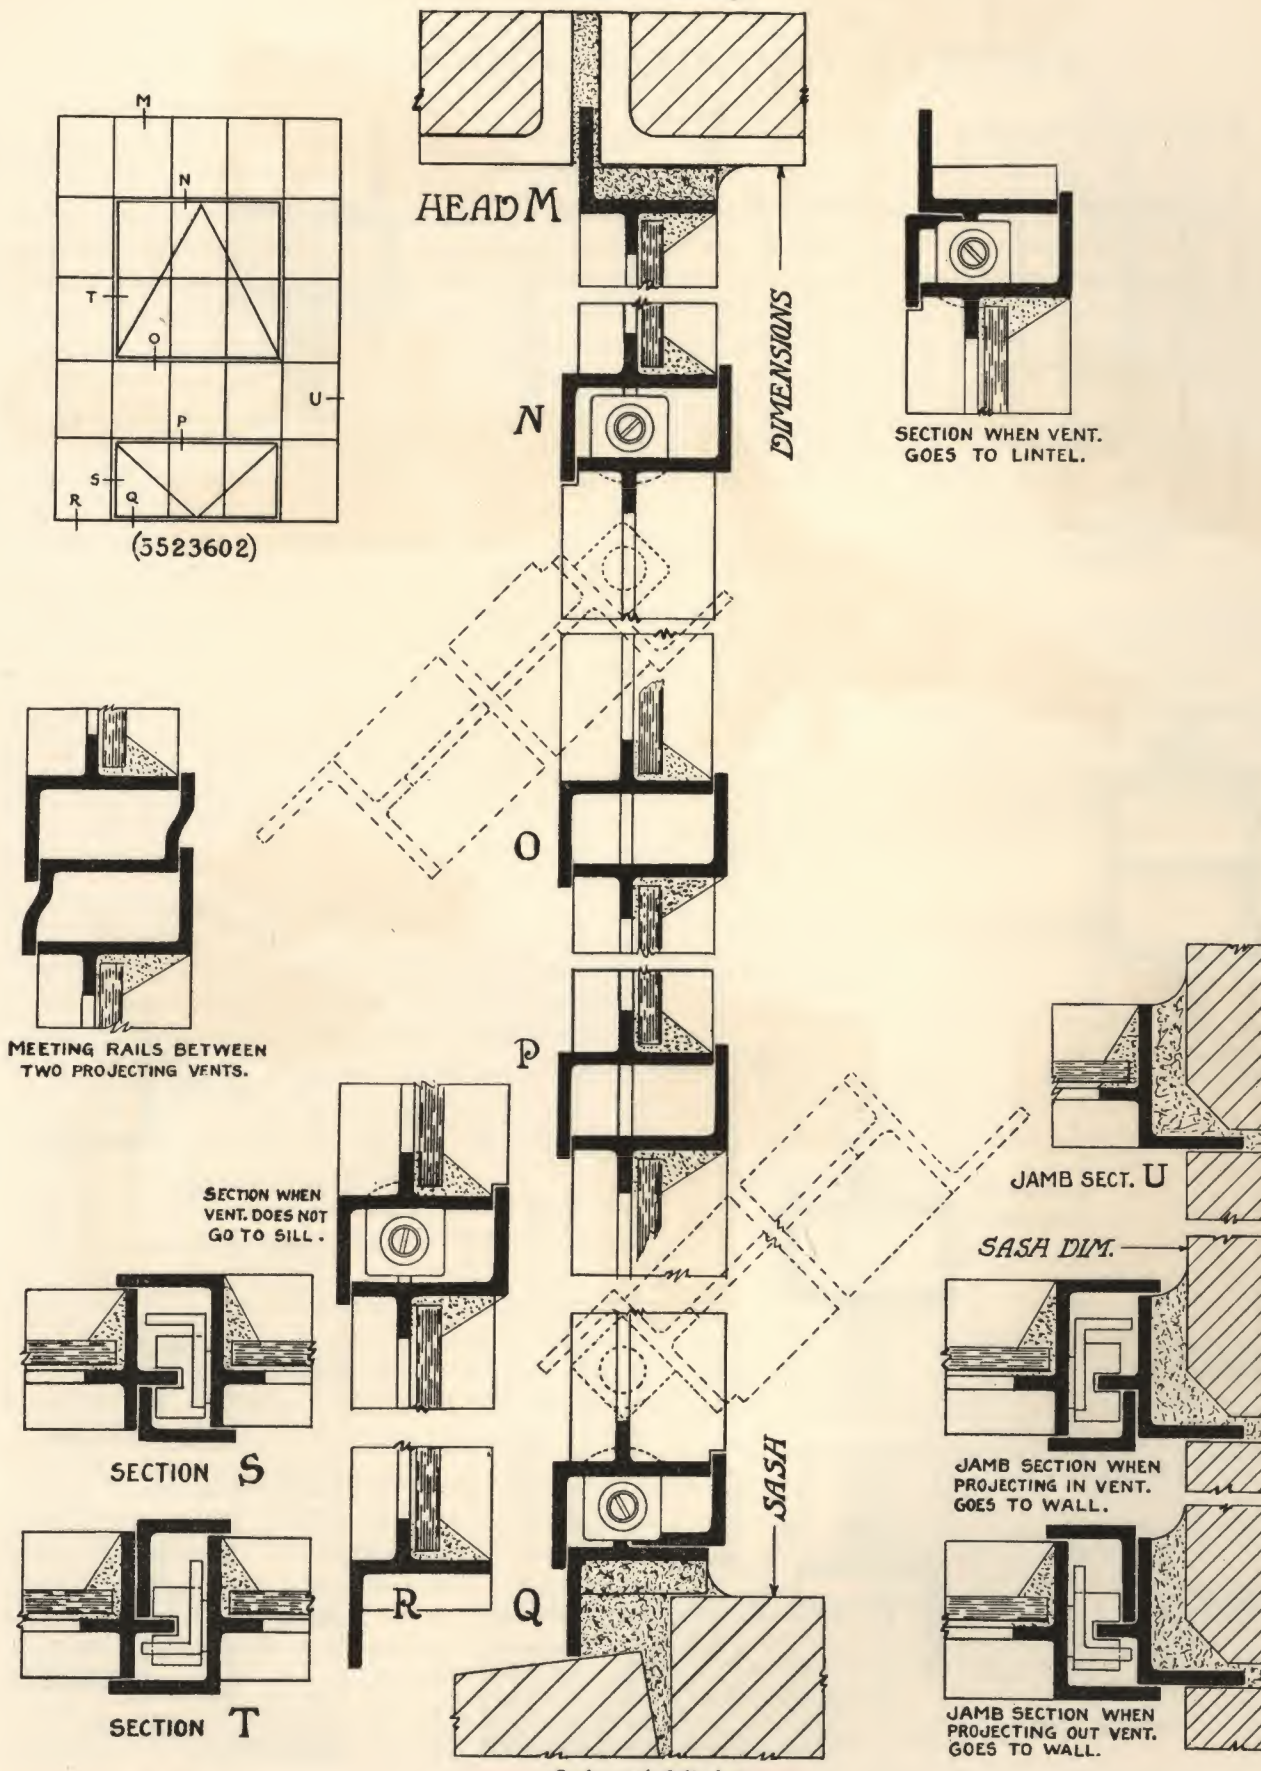 M
N
T
O
U
P
S
R
Q
(3523602)
HEAD M
DIMENSIONS
N
SECTION WHEN VENT.
GOES TO LINTEL.
O
MEETING RAILS BETWEEN
TWO PROJECTING VENTS.
P
SECTION WHEN
VENT. DOES NOT
GO TO SILL.
JAMB SECT. U
SASH DIM.
SECTION S
SASH
JAMB SECTION WHEN
PROJECTING IN VENT.
GOES TO WALL.
R
Q
SECTION T
JAMB SECTION WHEN
PROJECTING OUT VENT.
GOES TO WALL.